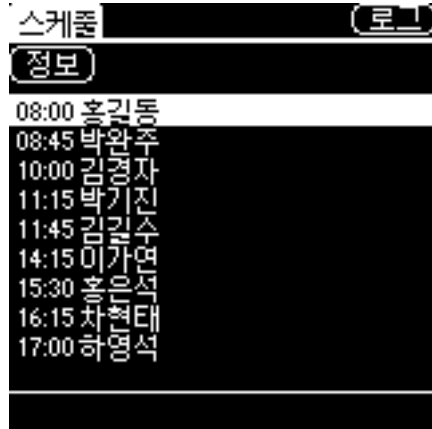 스케줄 로그
정보
08:00 홍길동
08:45 박완주
10:00 김경자
11:15 박기진
11:45 김길수
14:15 이가연
15:30 홍은석
16:15 차현태
17:00 하영석